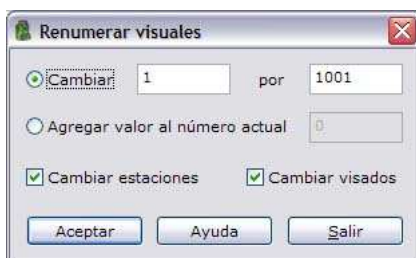 Renumerar visuales
Cambiar 1 por 1001
Agregar valor al número actual 0
Cambiar estaciones Cambiar visados
Aceptar Ayuda Salir